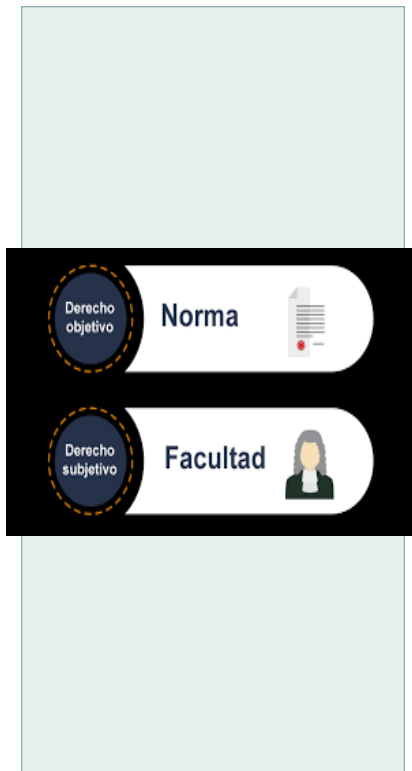 Derecho
objetivo
Norma
Derecho
subjetivo
Facultad